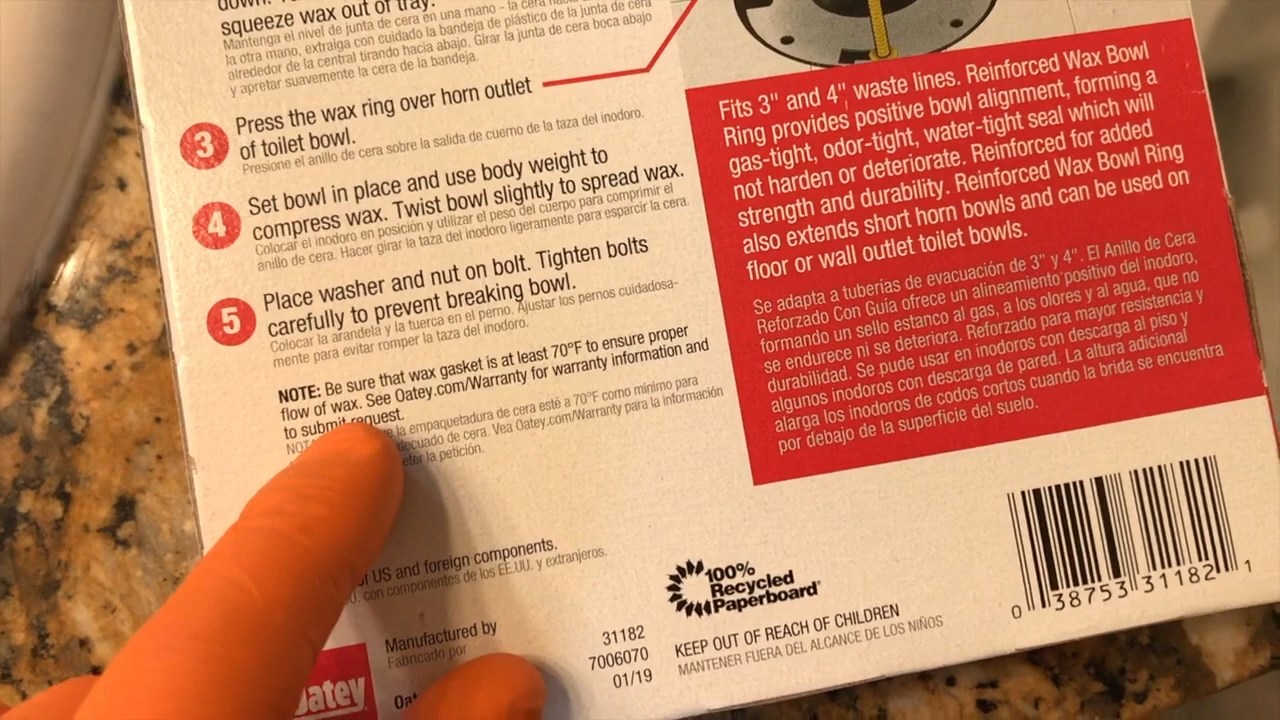 squeeze wax out of tray.
Mantenga el nivel de junta de cera en una mano - la cera
la otra mano, extralga con cuidado la bandeja de plástico de la junta de cera
alrededor de la central tirando hacia abajo. Girar la junta de cera boca abajo
y apretar suavemente la cera de la bandeja.
3 Press the wax ring over horn outlet
of toilet bowl.
Presione el anillo de cera sobre la salida de cuerno de la taza del inodoro.
4 Set bowl in place and use body weight to
compress wax. Twist bowl slightly to spread wax.
Colocar el inodoro en posición y utilizar el peso del cuerpo para comprimir el
anillo de cera. Hacer girar la taza del inodoro ligeramente para esparcir la cera.
5 Place washer and nut on bolt. Tighten bolts
carefully to prevent breaking bowl.
Colocar la arandela y la tuerca en el perno. Ajustar los pernos cuidadosa-
mente para evitar romper la taza del inodoro.
NOTE: Be sure that wax gasket is at least 70°F to ensure proper
flow of wax. See Oatey.com/Warranty for warranty information and
to submit request.
la empaquetadura de cera esté a 70°F como mínimo para
de cera. Vea Oatey.com/Warranty para la información
la petición.
US and foreign components.
con componentes de los EE.UU. y extranjeros.
Manufactured by
Fabricado por
31182
7006070
01/19
100%
Recycled
Paperboard
KEEP OUT OF REACH OF CHILDREN
MANTENER FUERA DEL ALCANCE DE LOS NIÑOS
Fits 3" and 4" waste lines. Reinforced Wax Bowl
Ring provides positive bowl alignment, forming a
gas-tight, odor-tight, water-tight seal which will
not harden or deteriorate. Reinforced for added
strength and durability. Reinforced Wax Bowl Ring
also extends short horn bowls and can be used on
floor or wall outlet toilet bowls.
Se adapta a tuberías de evacuación de 3" y 4". El Anillo de Cera
Reforzado Con Guía ofrece un alineamiento positivo del inodoro,
formando un sello estanco al gas, a los olores y al agua, que no
se endurece ni se deteriora. Reforzado para mayor resistencia y
durabilidad. Se pude usar en inodoros con descarga al piso y
algunos inodoros con descarga de pared. La altura adicional
alarga los inodoros de codos cortos cuando la brida se encuentra
por debajo de la superficie del suelo.
0 38753 31182 1